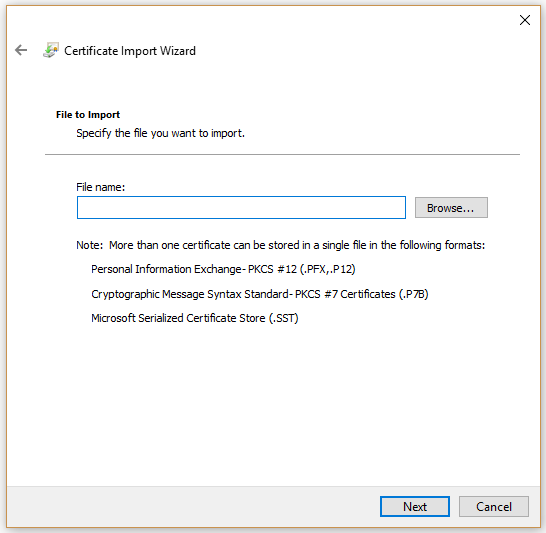 Certificate Import Wizard
File to Import
Specify the file you want to import.
File name:
Browse...
Note:  More than one certificate can be stored in a single file in the following formats:
Personal Information Exchange- PKCS #12 (.PFX,.P12)
Cryptographic Message Syntax Standard- PKCS #7 Certificates (.P7B)
Microsoft Serialized Certificate Store (.SST)
Next
Cancel